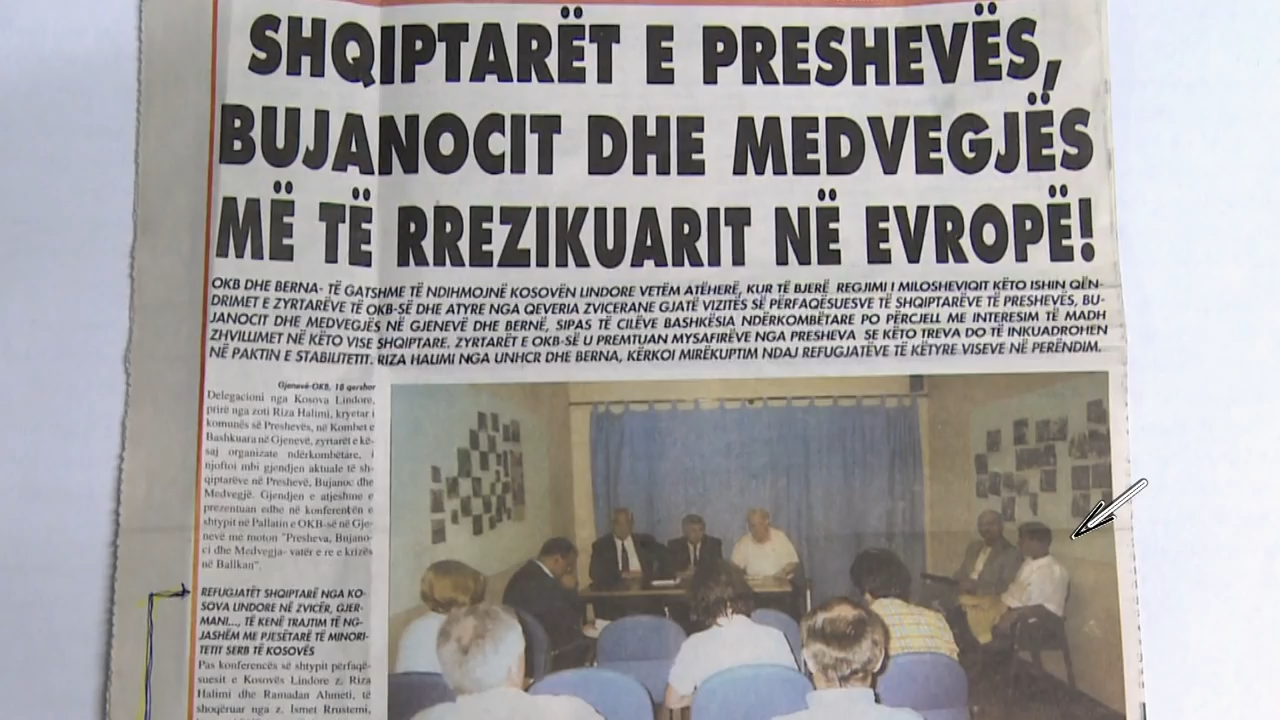 SHQIPTARËT E PRESHEVËS,
BUJANOCIT DHE MEDVEGJËS
MË TË RREZIKUARIT NË EVROPË!
OKB DHE BERNA- TË GATSHME TË NDIHMOJNË KOSOVËN LINDORE VETËM ATËHERË, KUR TË BJERË REGJIMI I MILOSHEVIQIT KËTO ISHIN QËN-
DRIMET E ZYRTARËVE TË OKB-SË DHE ATYRE NGA QEVERIA ZVICERANE GJATË VIZITËS SË PËRFAQËSUESVE TË SHQIPTARËVE TË PRESHEVËS, BU-
JANOCIT DHE MEDVEGJËS NË GJENEVË DHE BERNË, SIPAS TË CILËVE BASHKËSIA NDËRKOMBËTARE PO PËRCJELL ME INTERESIM TË MADH
ZHVILLIMET NË KËTO VISE SHQIPTARE. ZYRTARËT E OKB-SË U PREMTUAN MYSAFIRËVE NGA PRESHEVA SE KËTO TREVA DO TË INKUADROHEN
NË PAKTIN E STABILITETIT. RIZA HALIMI NGA UNHCR DHE BERNA, KËRKOI MIRËKUPTIM NDAJ REFUGJATËVE TË KËTYRE VISEVE NË PERËNDIM.
Gjenevë-OKB, 18 qershor
Delegacioni nga Kosova Lindore,
prirë nga zoti Riza Halimi, kryetar i
komunës së Preshevës, në Kombet e
Bashkuara në Gjenevë, zyrtarët e kë-
saj organizate ndërkombëtare, i
njoftoi mbi gjendjen aktuale të sh-
qiptarëve në Preshevë, Bujanoc dhe
Medvegjë. Gjendjen e atjeshme e
prezentuan edhe në konferentën e
shtypit në Pallatin e OKB-së në Gje-
nevë me moton "Presheva, Bujano-
ci dhe Medvegja- vatër e re e krizës
në Ballkan".
REFUGJATËT SHQIPTARË NGA KO-
SOVA LINDORE NË ZVICËR, GJER-
MANI..., TË KENË TRAJTIM TË NG-
JASHËM ME PJESËTARË TË MINORI-
TETIT SERB TË KOSOVËS
Pas konferencës së shtypit përfaqë-
suesit e Kosovës Lindore z. Riza
Halimi dhe Ramadan Ahmeti, të
shoqëruar nga z. Ismet Rrustemi,